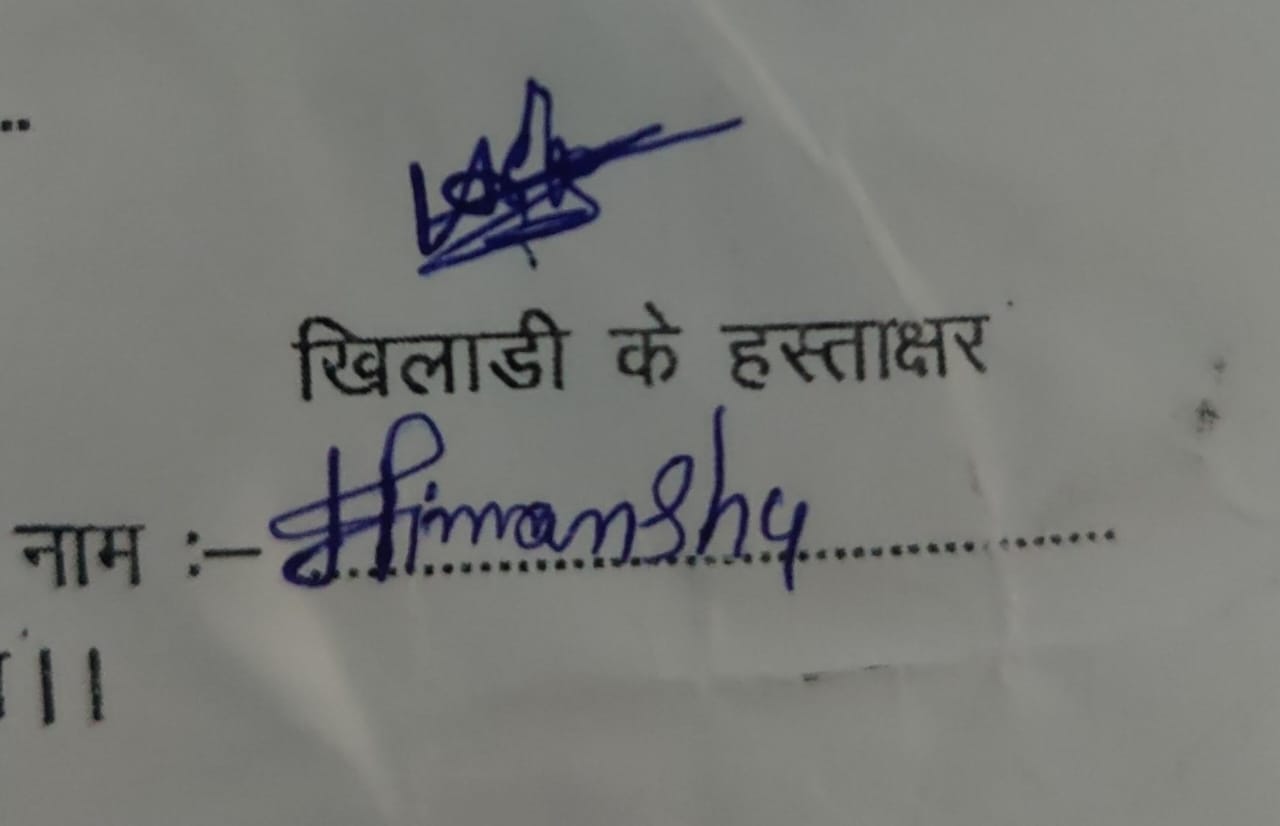 ..
खिलाडी के हस्ताक्षर
नाम :– Himanshu
।।